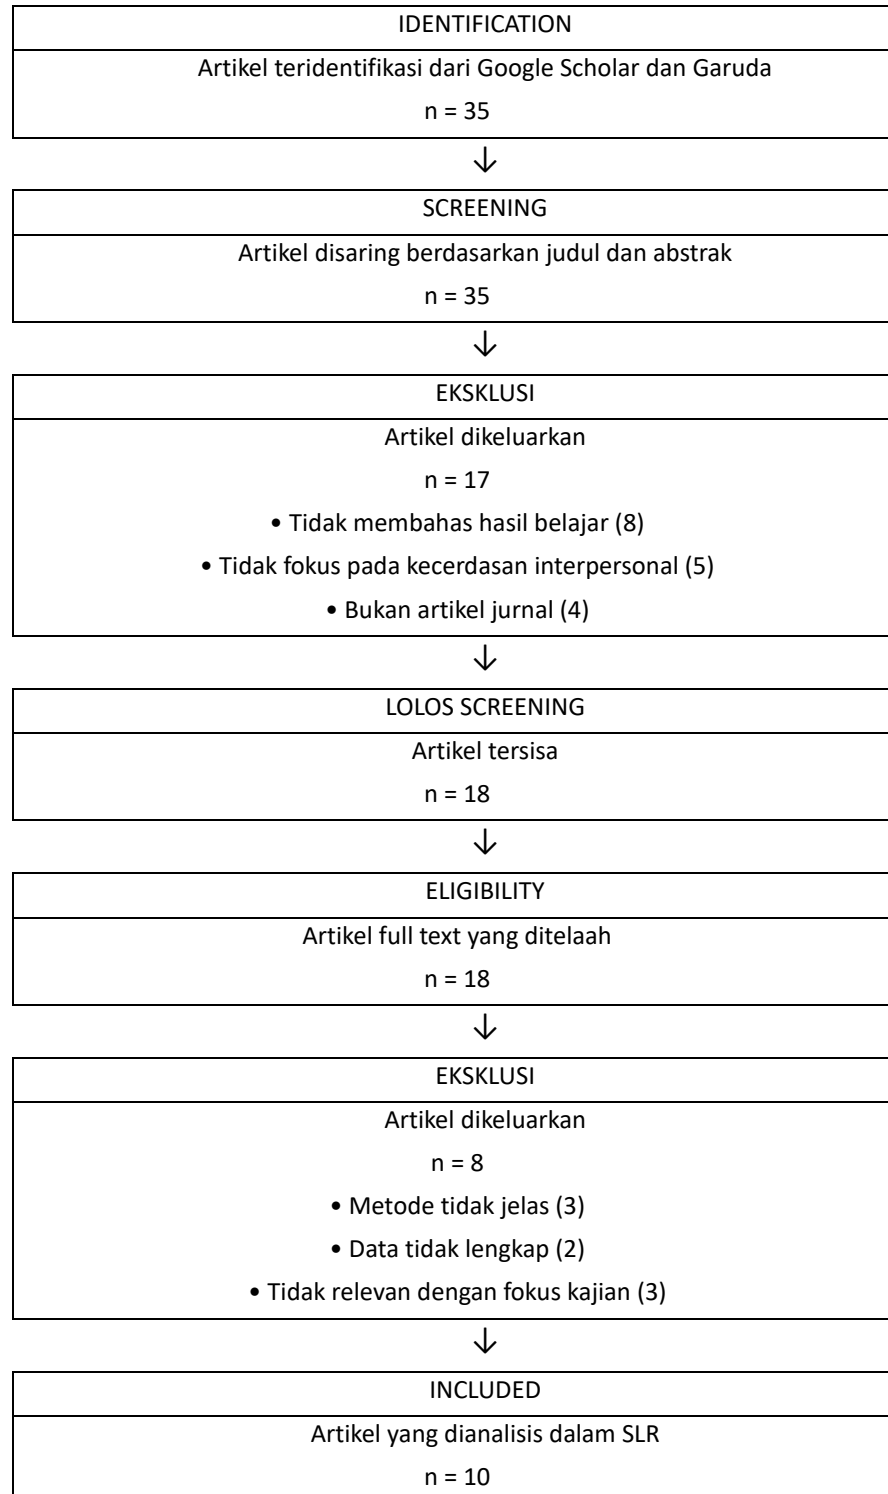 IDENTIFICATION
Artikel teridentifikasi dari Google Scholar dan Garuda
n = 35
↓
SCREENING
Artikel disaring berdasarkan judul dan abstrak
n = 35
↓
EKSKLUSI
Artikel dikeluarkan
n = 17
• Tidak membahas hasil belajar (8)
• Tidak fokus pada kecerdasan interpersonal (5)
• Bukan artikel jurnal (4)
↓
LOLOS SCREENING
Artikel tersisa
n = 18
↓
ELIGIBILITY
Artikel full text yang ditelaah
n = 18
↓
EKSKLUSI
Artikel dikeluarkan
n = 8
• Metode tidak jelas (3)
• Data tidak lengkap (2)
• Tidak relevan dengan fokus kajian (3)
↓
INCLUDED
Artikel yang dianalisis dalam SLR
n = 10